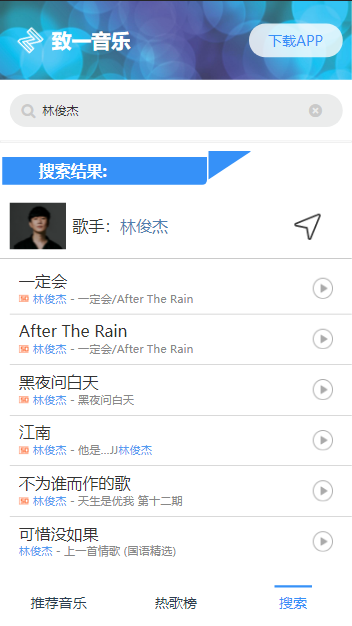 致一音乐
下载APP
林俊杰
搜索结果:
歌手：林俊杰
一定会
SQ 林俊杰 - 一定会/After The Rain
After The Rain
SQ 林俊杰 - 一定会/After The Rain
黑夜问白天
SQ 林俊杰 - 黑夜问白天
江南
SQ 林俊杰 - 他是...JJ林俊杰
不为谁而作的歌
SQ 林俊杰 - 天生是优我 第十二期
可惜没如果
林俊杰 - 上一首情歌 (国语精选)
推荐音乐
热歌榜
搜索